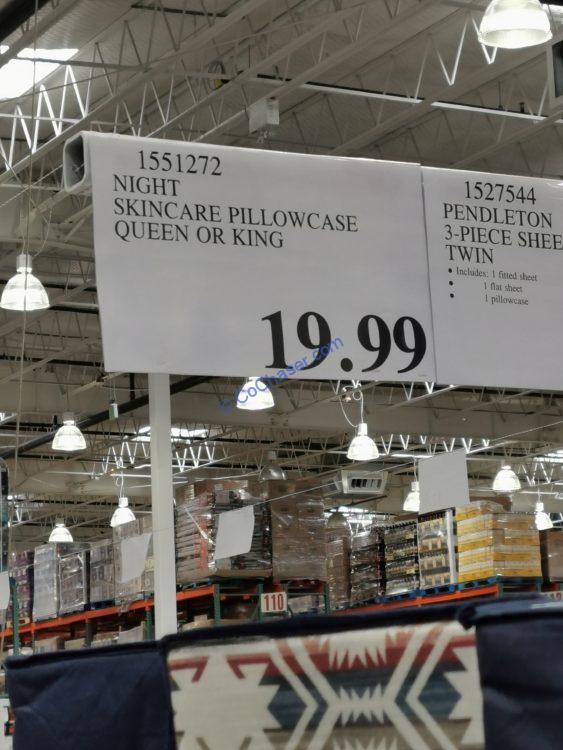 1551272
NIGHT
SKINCARE PILLOWCASE
QUEEN OR KING
19.99
CoChaser.com
1527544
PENDLETON
3-PIECE SHEE
TWIN
• Includes: 1 fitted sheet
• 1 flat sheet
• 1 pillowcase
110